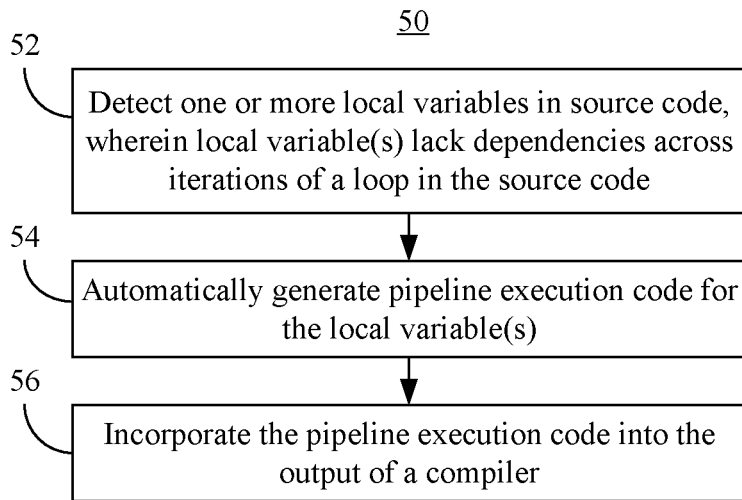 50
52
Detect one or more local variables in source code,
wherein local variable(s) lack dependencies across
iterations of a loop in the source code
54
Automatically generate pipeline execution code for
the local variable(s)
56
Incorporate the pipeline execution code into the
output of a compiler